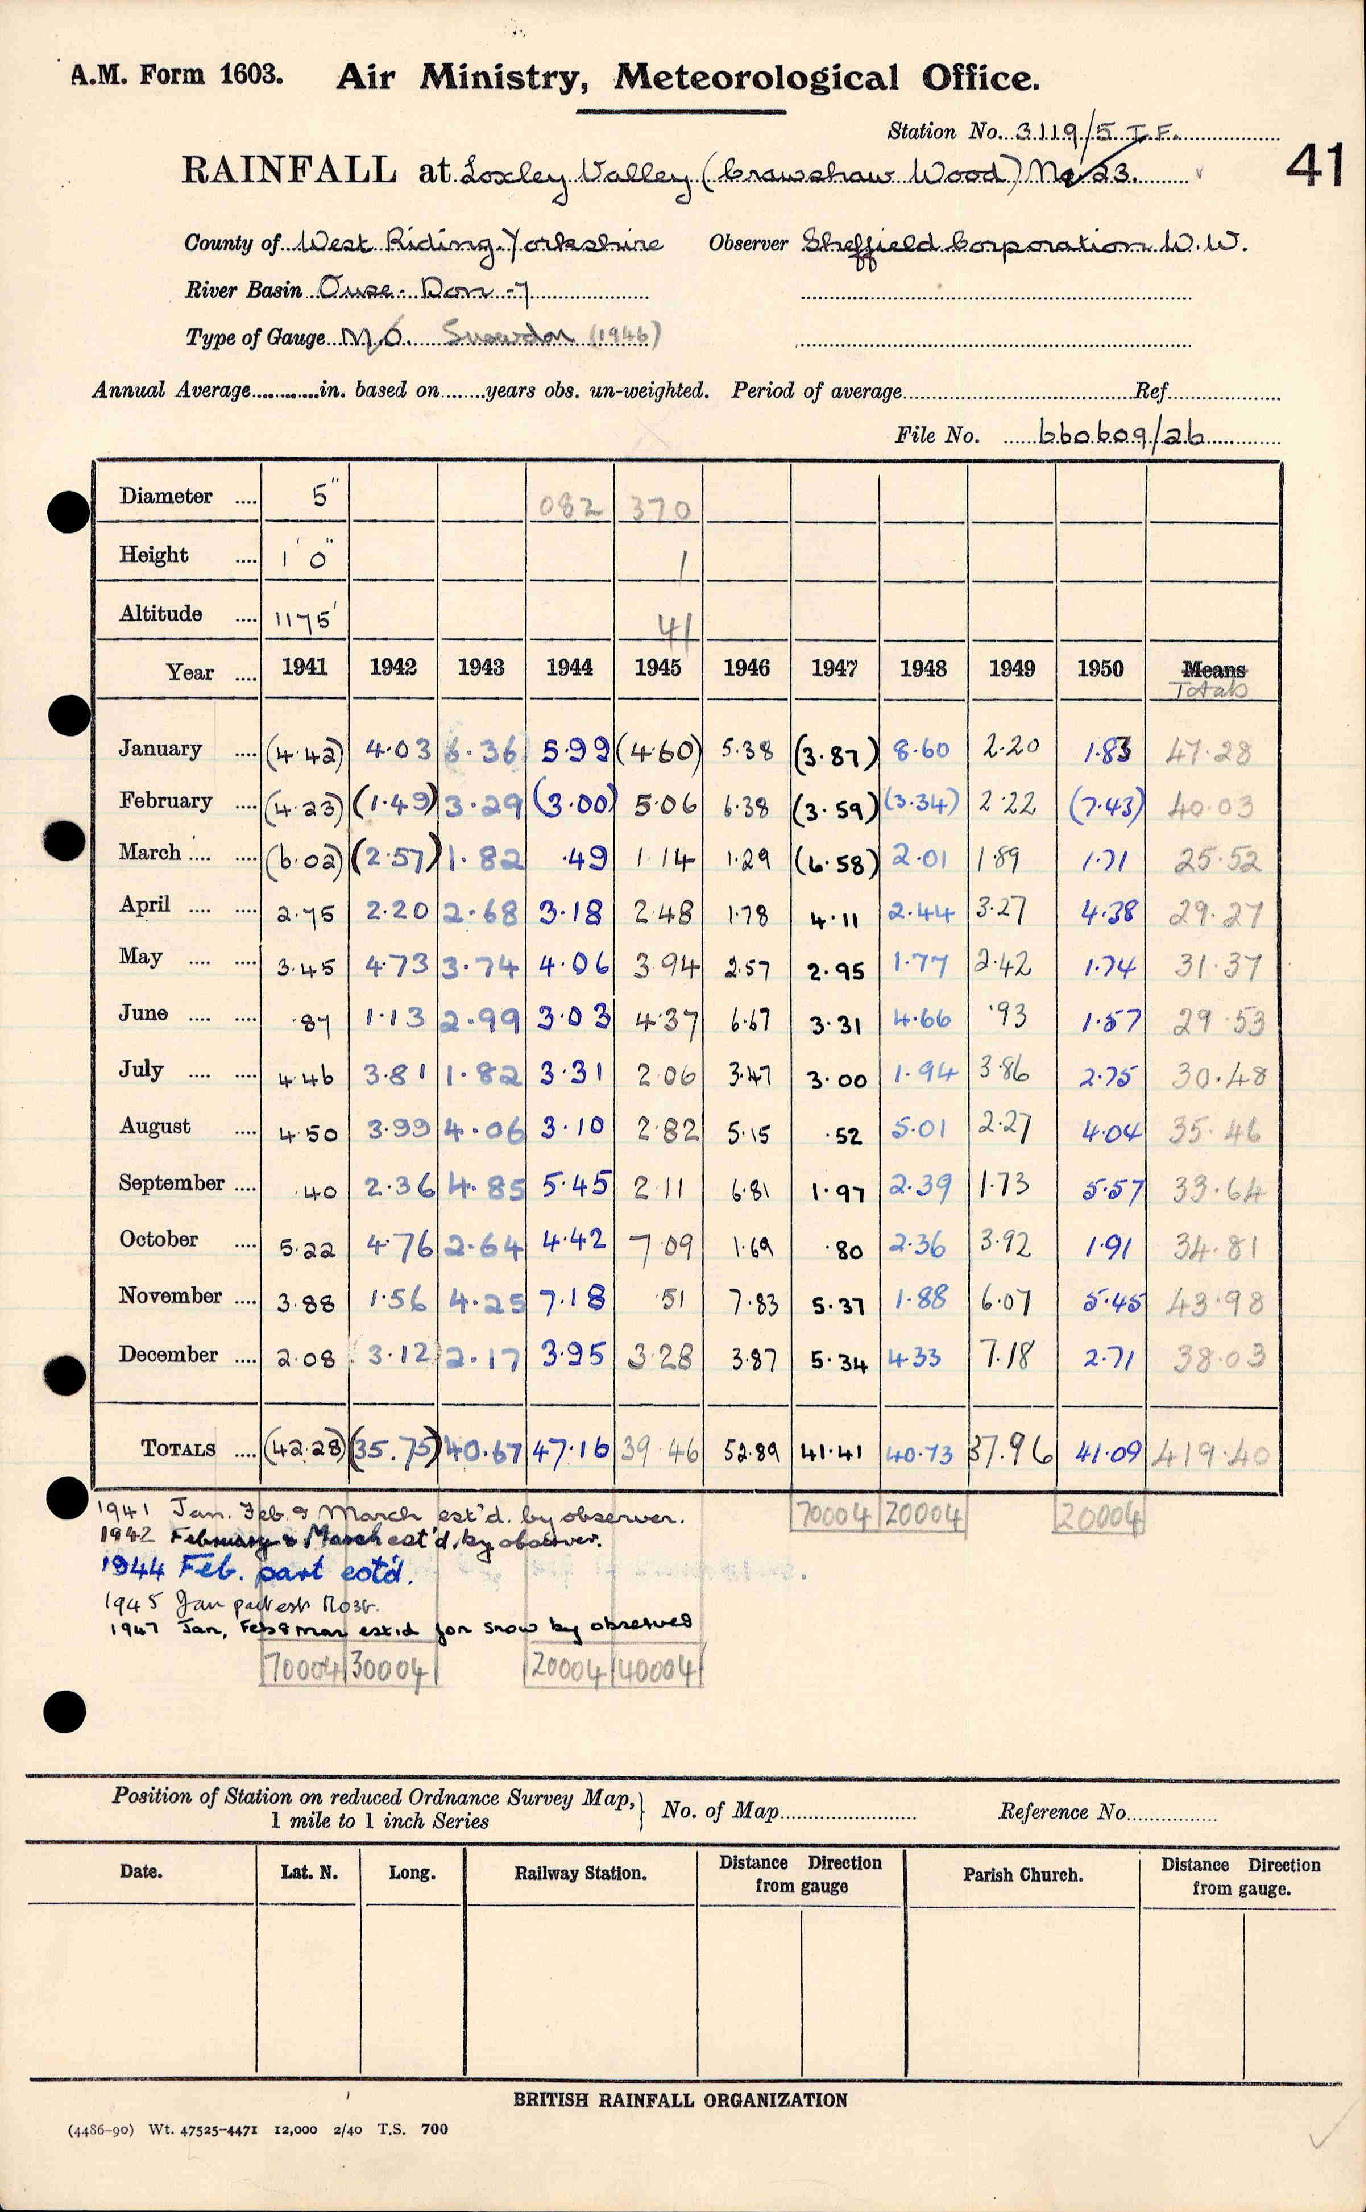 A.M. Form 1603. Air Ministry, Meteorological Office.
Station No. 3119/5 I.F.
41
RAINFALL at Loxley Valley (Crawshaw Wood) No 23.
County of West Riding Yorkshire Observer Sheffield Corporation W.W.
River Basin Ouse - Don -7
Type of Gauge M.O. Snowdon (1946)
Annual Average............in. based on........years obs. un-weighted. Period of average.......... Ref..........
File No. 660609/26
Diameter .... 5" 082 370
Height .... 1' 0" 1
Altitude .... 1175' 41
Year .... 1941 1942 1943 1944 1945 1946 1947 1948 1949 1950 Means
Totals
January .... (4.42) 4.03 6.36 5.99 (4.60) 5.38 (3.87) 8.60 2.20 1.83 47.28
February .... (4.23) (1.49) 3.29 (3.00) 5.06 6.38 (3.59) (3.34) 2.22 (7.43) 40.03
March .... .... (6.02) (2.57) 1.82 .49 1.14 1.29 (6.58) 2.01 1.89 1.71 25.52
April .... .... 2.75 2.20 2.68 3.18 2.48 1.78 4.11 2.44 3.27 4.38 29.27
May .... .... 3.45 4.73 3.74 4.06 3.94 2.57 2.95 1.77 2.42 1.74 31.37
June .... .... .87 1.13 2.99 3.03 4.37 6.67 3.31 4.66 .93 1.57 29.53
July .... .... 4.46 3.81 1.82 3.31 2.06 3.47 3.00 1.94 3.86 2.75 30.48
August .... 4.50 3.99 4.06 3.10 2.82 5.15 .52 5.01 2.27 4.04 35.46
September .... .40 2.36 4.85 5.45 2.11 6.81 1.97 2.39 1.73 5.57 33.64
October .... 5.22 4.76 2.64 4.42 7.09 1.69 .80 2.36 3.92 1.91 34.81
November .... 3.88 1.56 4.25 7.18 .51 7.83 5.37 1.88 6.07 5.45 43.98
December .... 2.08 3.12 2.17 3.95 3.28 3.87 5.34 4.33 7.18 2.71 38.03
TOTALS .... (42.28) (35.75) 40.67 47.16 39.46 52.89 41.41 40.73 37.96 41.09 419.40
70004 20004 20004
1941 Jan. Feb. & March est'd. by observer.
1942 February & March est'd. by observer.
1944 Feb. part estd.
1945 Jan part est
1947 Jan, Feb & Mar est.d for snow by observer
70004 30004 20004 40004
Position of Station on reduced Ordnance Survey Map,} No. of Map.......... Reference No..........
1 mile to 1 inch Series
Date. Lat. N. Long. Railway Station. Distance Direction from gauge Parish Church. Distance Direction from gauge.
BRITISH RAINFALL ORGANIZATION
(4486-90) Wt. 47525-4471 12,000 2/40 T.S. 700